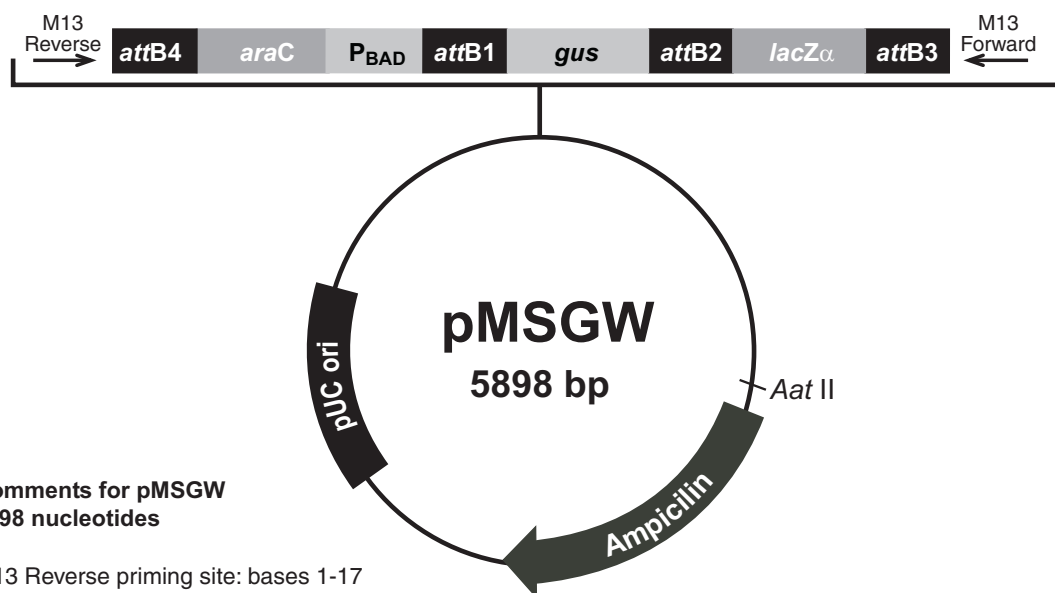 M13
Reverse
attB4 araC PBAD attB1 gus attB2 lacZα attB3
M13
Forward
pMSGW
5898 bp
pUC ori
Aat II
Ampicilin
omments for pMSGW
98 nucleotides
13 Reverse priming site: bases 1-17